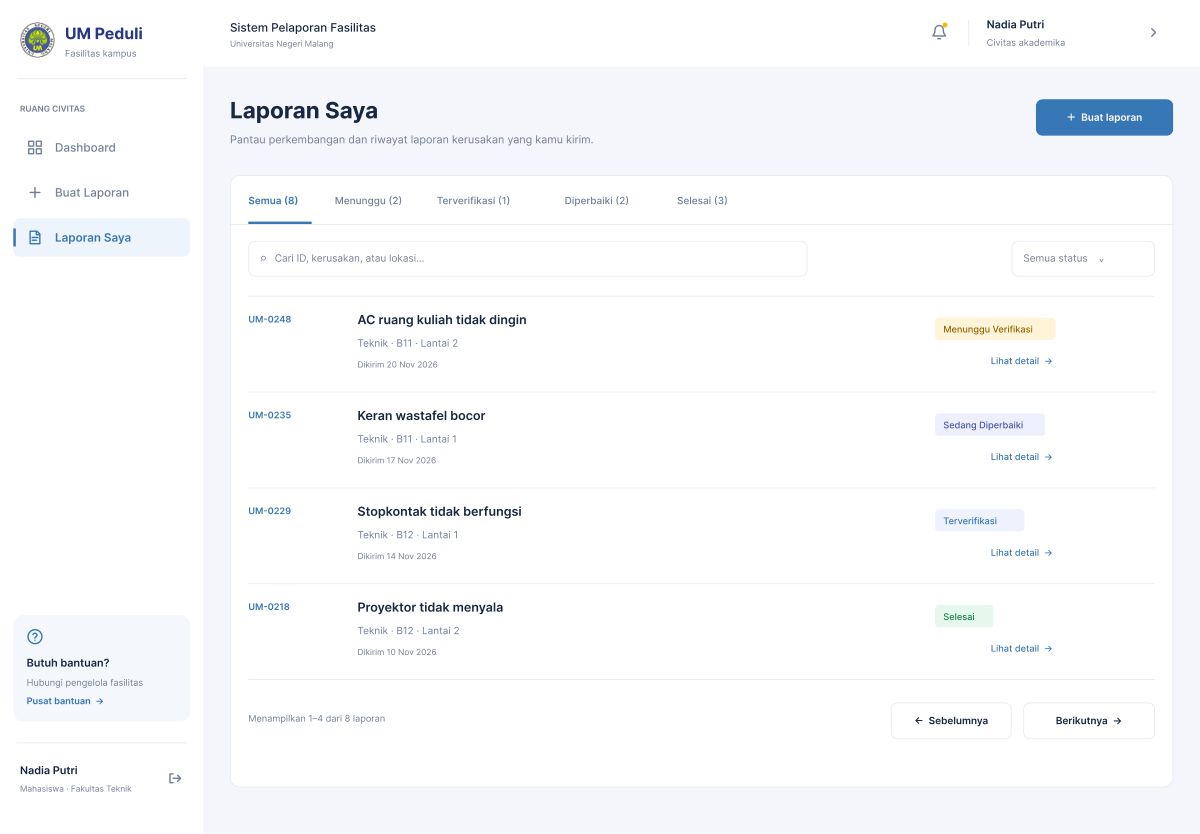 UM Peduli
Fasilitas kampus
RUANG CIVITAS
Dashboard
Buat Laporan
Laporan Saya
Butuh bantuan?
Hubungi pengelola fasilitas
Pusat bantuan →
Nadia Putri
Mahasiswa · Fakultas Teknik
Sistem Pelaporan Fasilitas
Universitas Negeri Malang
Nadia Putri
Civitas akademika
Laporan Saya
Pantau perkembangan dan riwayat laporan kerusakan yang kamu kirim.
+ Buat laporan
Semua (8) Menunggu (2) Terverifikasi (1) Diperbaiki (2) Selesai (3)
Cari ID, kerusakan, atau lokasi...
Semua status
UM-0248
AC ruang kuliah tidak dingin
Teknik · B11 · Lantai 2
Dikirim 20 Nov 2026
Menunggu Verifikasi
Lihat detail →
UM-0235
Keran wastafel bocor
Teknik · B11 · Lantai 1
Dikirim 17 Nov 2026
Sedang Diperbaiki
Lihat detail →
UM-0229
Stopkontak tidak berfungsi
Teknik · B12 · Lantai 1
Dikirim 14 Nov 2026
Terverifikasi
Lihat detail →
UM-0218
Proyektor tidak menyala
Teknik · B12 · Lantai 2
Dikirim 10 Nov 2026
Selesai
Lihat detail →
Menampilkan 1–4 dari 8 laporan
← Sebelumnya
Berikutnya →